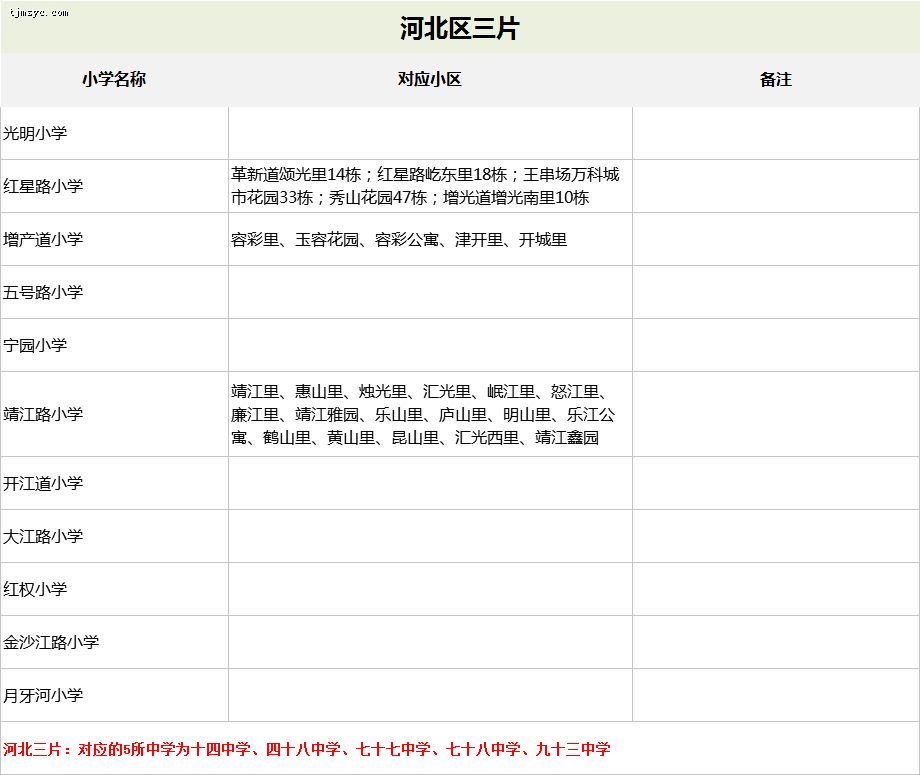 tjmsyc.com
河北区三片
小学名称 对应小区 备注
光明小学
红星路小学
革新道颂光里14栋；红星路屹东里18栋；王串场万科城
市花园33栋；秀山花园47栋；增光道增光南里10栋
增产道小学
容彩里、玉容花园、容彩公寓、津开里、开城里
五号路小学
宁园小学
靖江路小学
靖江里、惠山里、烛光里、汇光里、岷江里、怒江里、
廉江里、靖江雅园、乐山里、庐山里、明山里、乐江公
寓、鹤山里、黄山里、昆山里、汇光西里、靖江鑫园
开江道小学
大江路小学
红权小学
金沙江路小学
月牙河小学
河北三片：对应的5所中学为十四中学、四十八中学、七十七中学、七十八中学、九十三中学